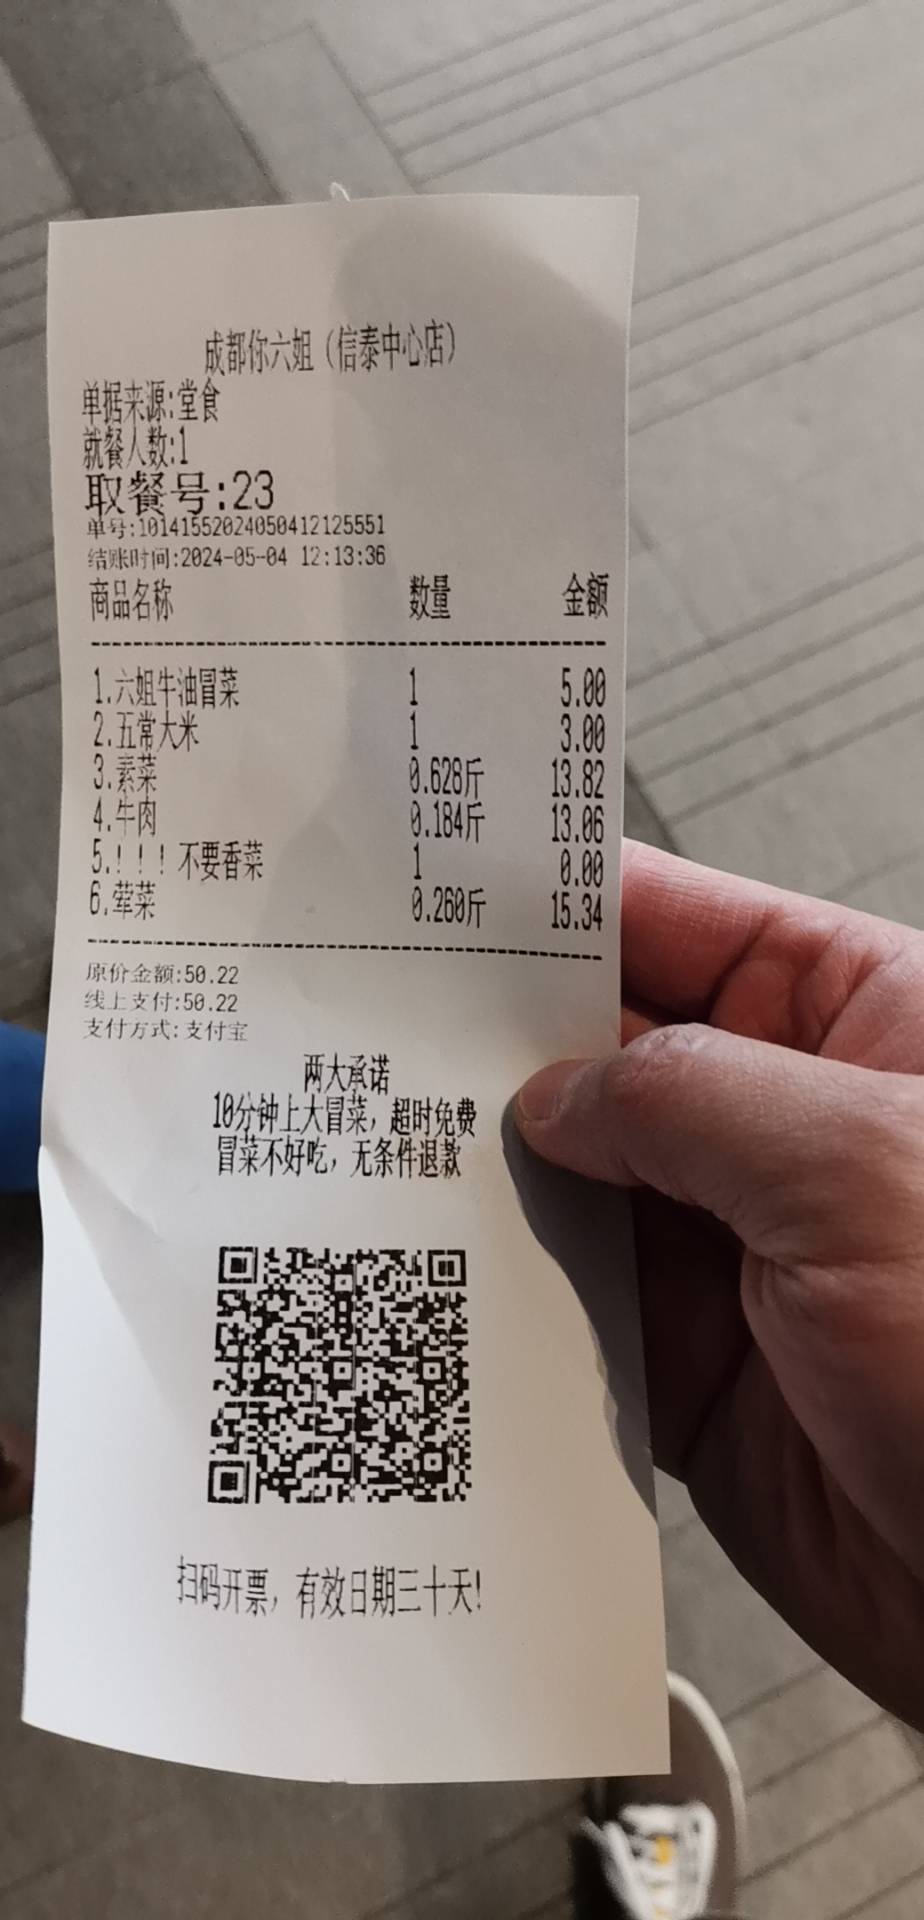 成都你六姐（信泰中心店）
单据来源:堂食
就餐人数:1
取餐号:23
单号:10141552024050412125551
结账时间:2024-05-04 12:13:36
商品名称 数量 金额
1.六姐牛油冒菜 1 5.00
2.五常大米 1 3.00
3.素菜 0.628斤 13.82
4.牛肉 0.184斤 13.06
5.！！！不要香菜 1 0.00
6.荤菜 0.260斤 15.34
原价金额:50.22
线上支付:50.22
支付方式:支付宝
两大承诺
10分钟上大冒菜，超时免费
冒菜不好吃，无条件退款
扫码开票，有效日期三十天!